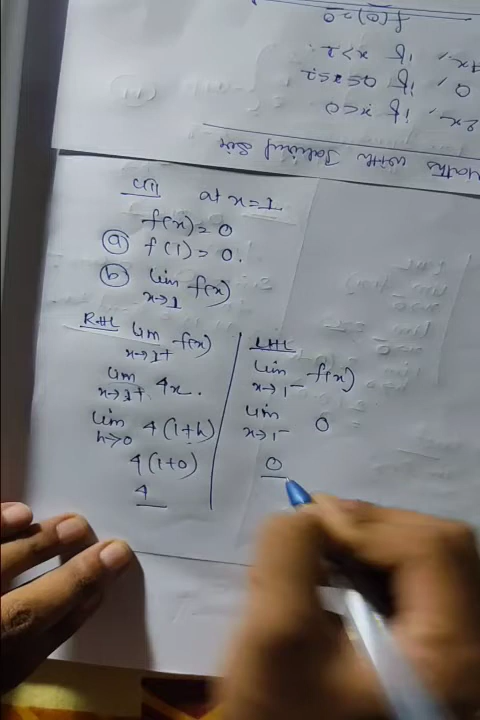 Maths with Jalwal Sir
2x, if x<0
0, if 0≤x≤1
4x, if x>1
f(0)=0
at x=1
f(x)=0
(a) f(1)=0.
(b) lim f(x)
x→1
RHL lim f(x)
x→1+
lim 4x.
x→1+
lim 4(1+h)
h→0
4(1+0)
4
LHL
lim f(x)
x→1-
lim 0
x→1-
0